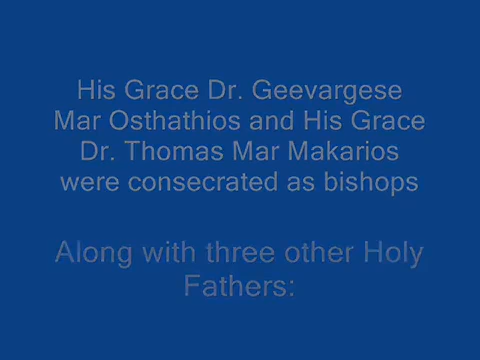 His Grace Dr. Geevargese
Mar Osthathios and His Grace
Dr. Thomas Mar Makarios
were consecrated as bishops
Along with three other Holy
Fathers: